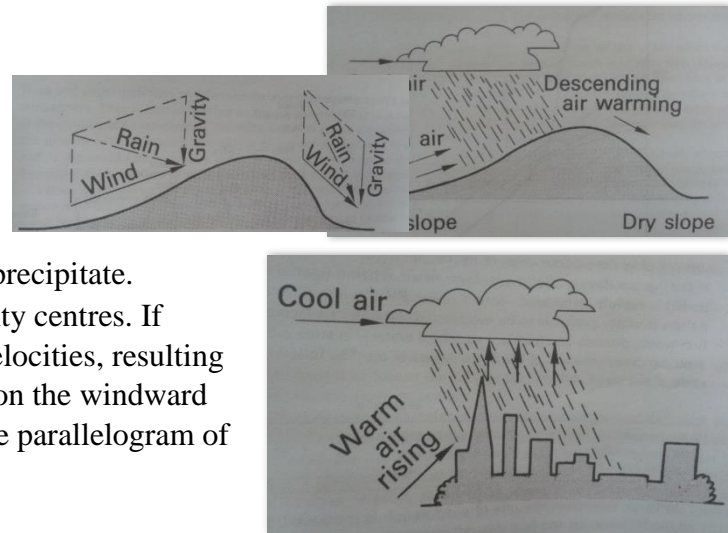 Rain
Wind
Gravity
Rain
Wind
Gravity
air
Descending
air warming
air
slope
Dry slope
precipitate.
ity centres. If
elocities, resulting
on the windward
e parallelogram of
Cool air
Warm
air
rising